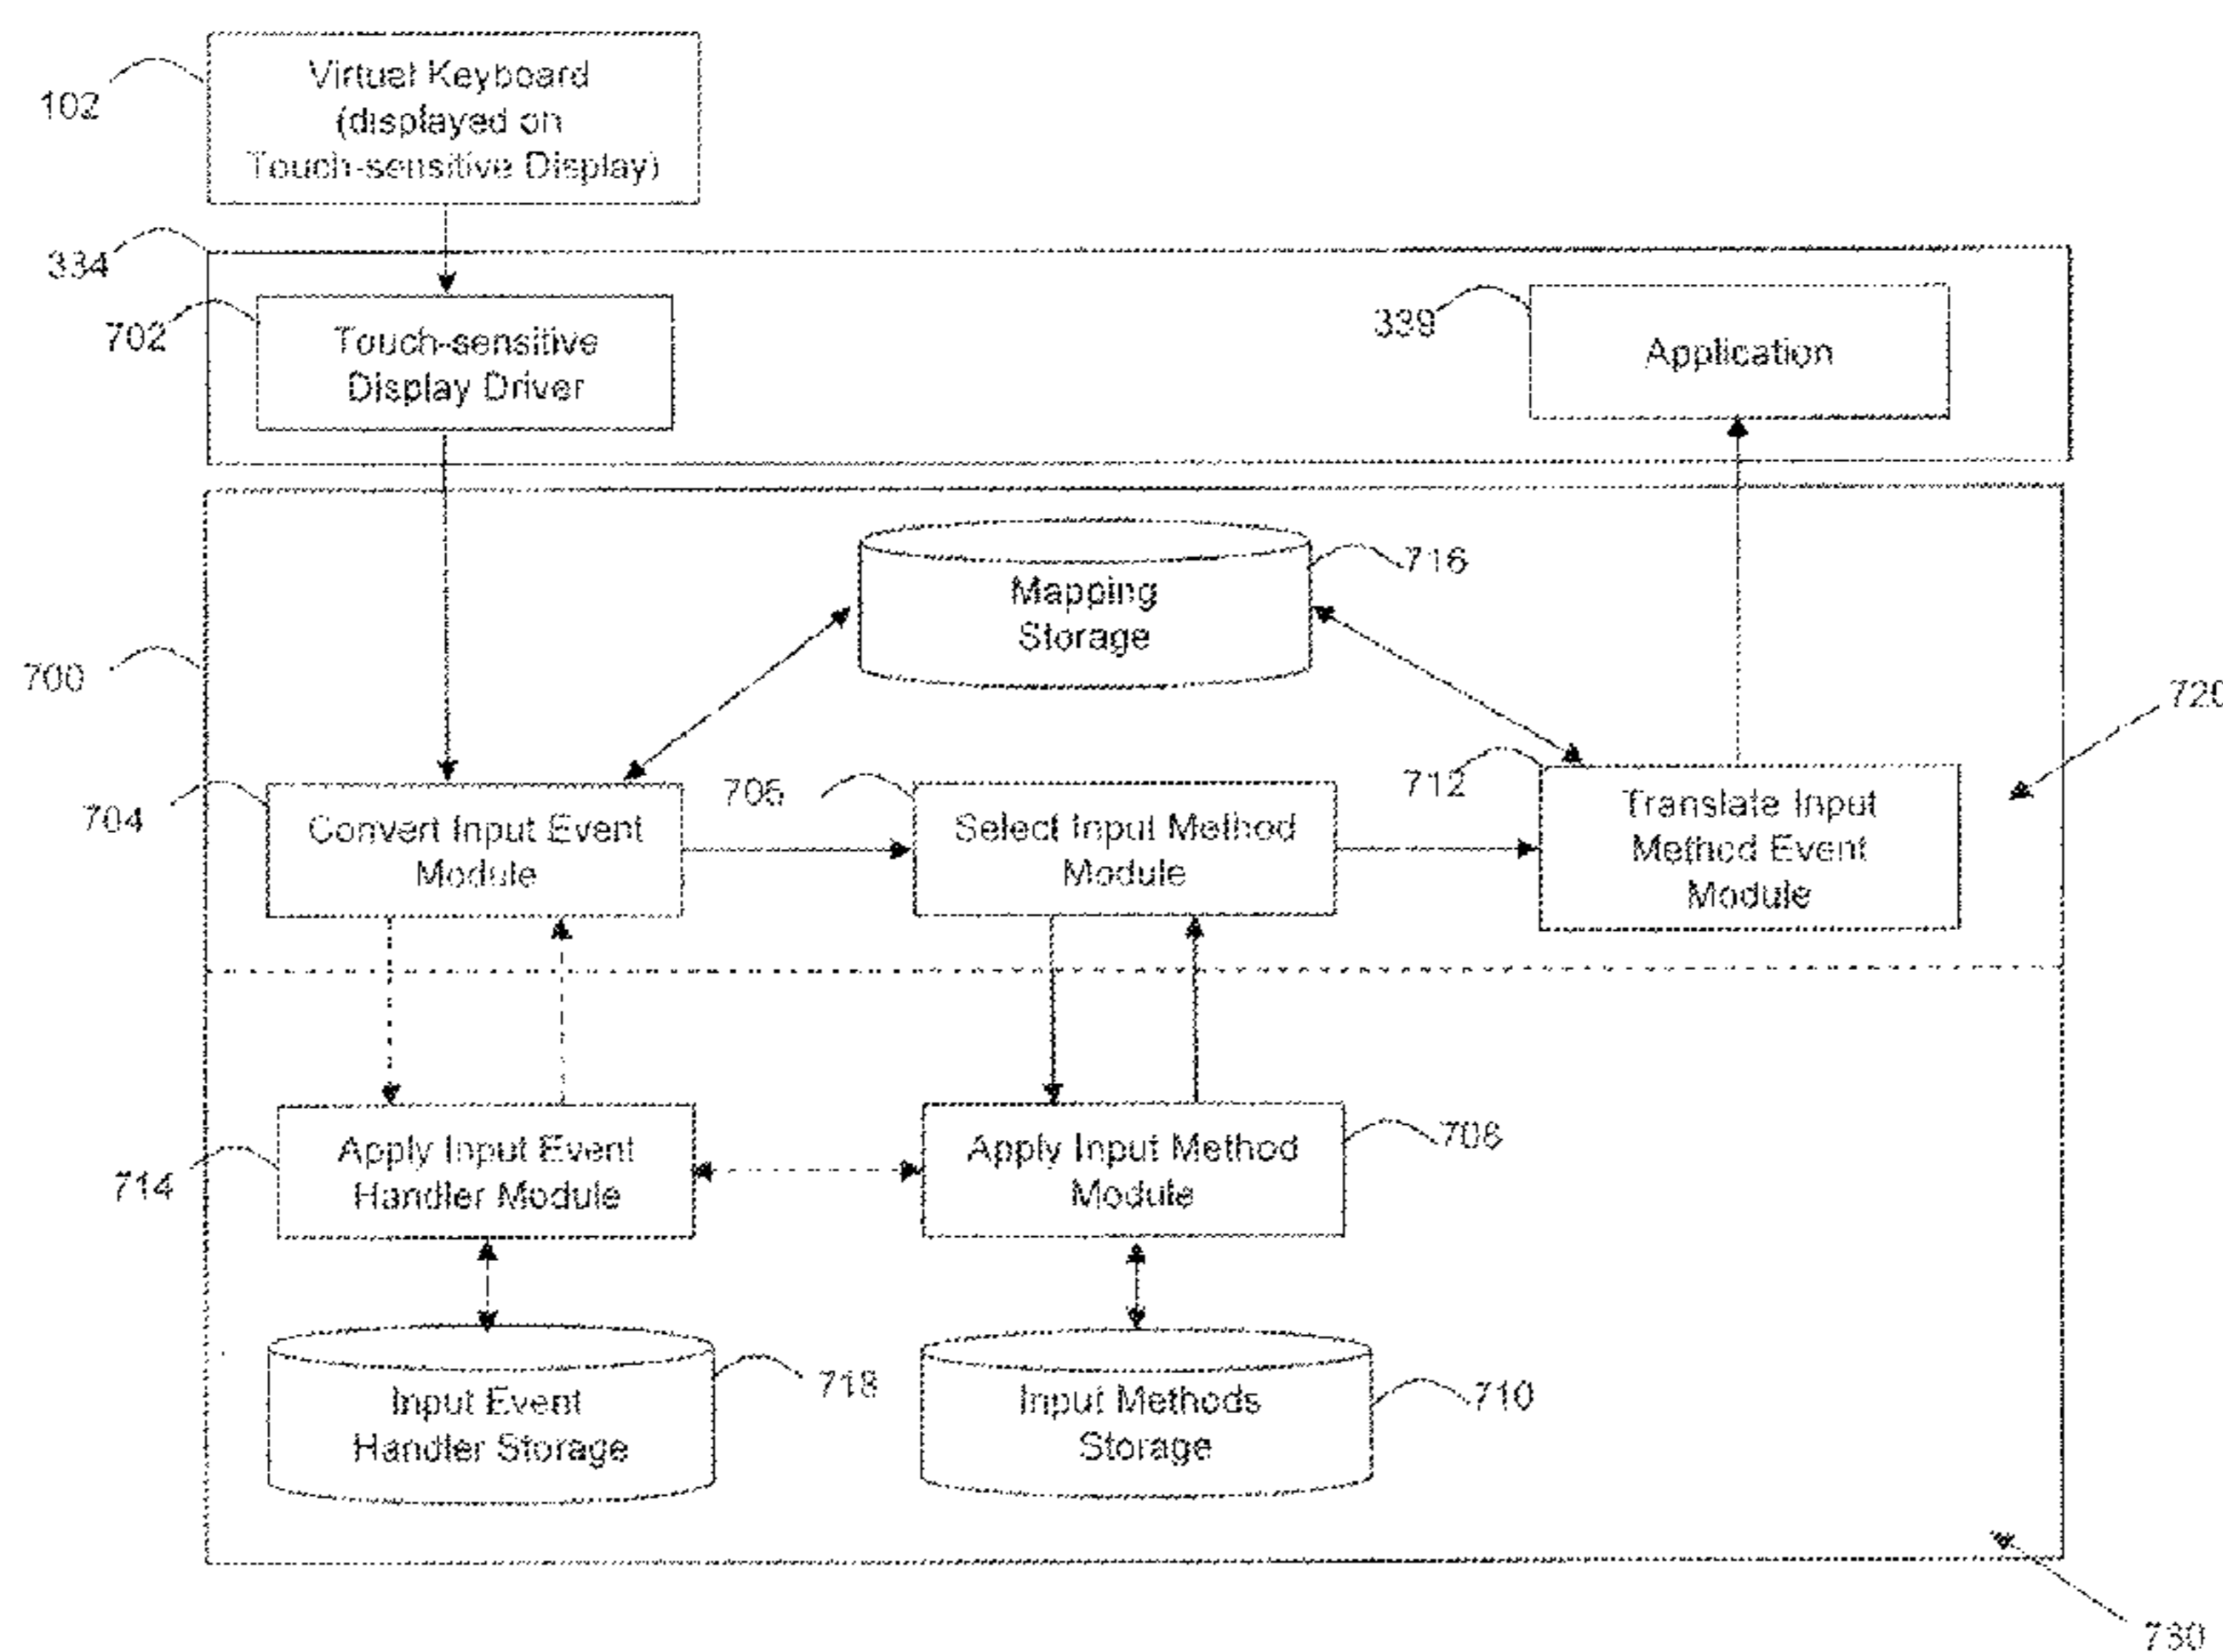 Virtual Keyboard
(displayed on
Touch-sensitive Display)
102
334
702
Touch-sensitive
Display Driver
339
Application
Mapping
Storage
716
700
720
704
Convert Input Event
Module
Select Input Method
Module
712
Translate Input
Method Event
Module
714
Apply Input Event
Handler Module
Apply Input Method
Module
Input Event
Handler Storage
718
Input Methods
Storage
710
730